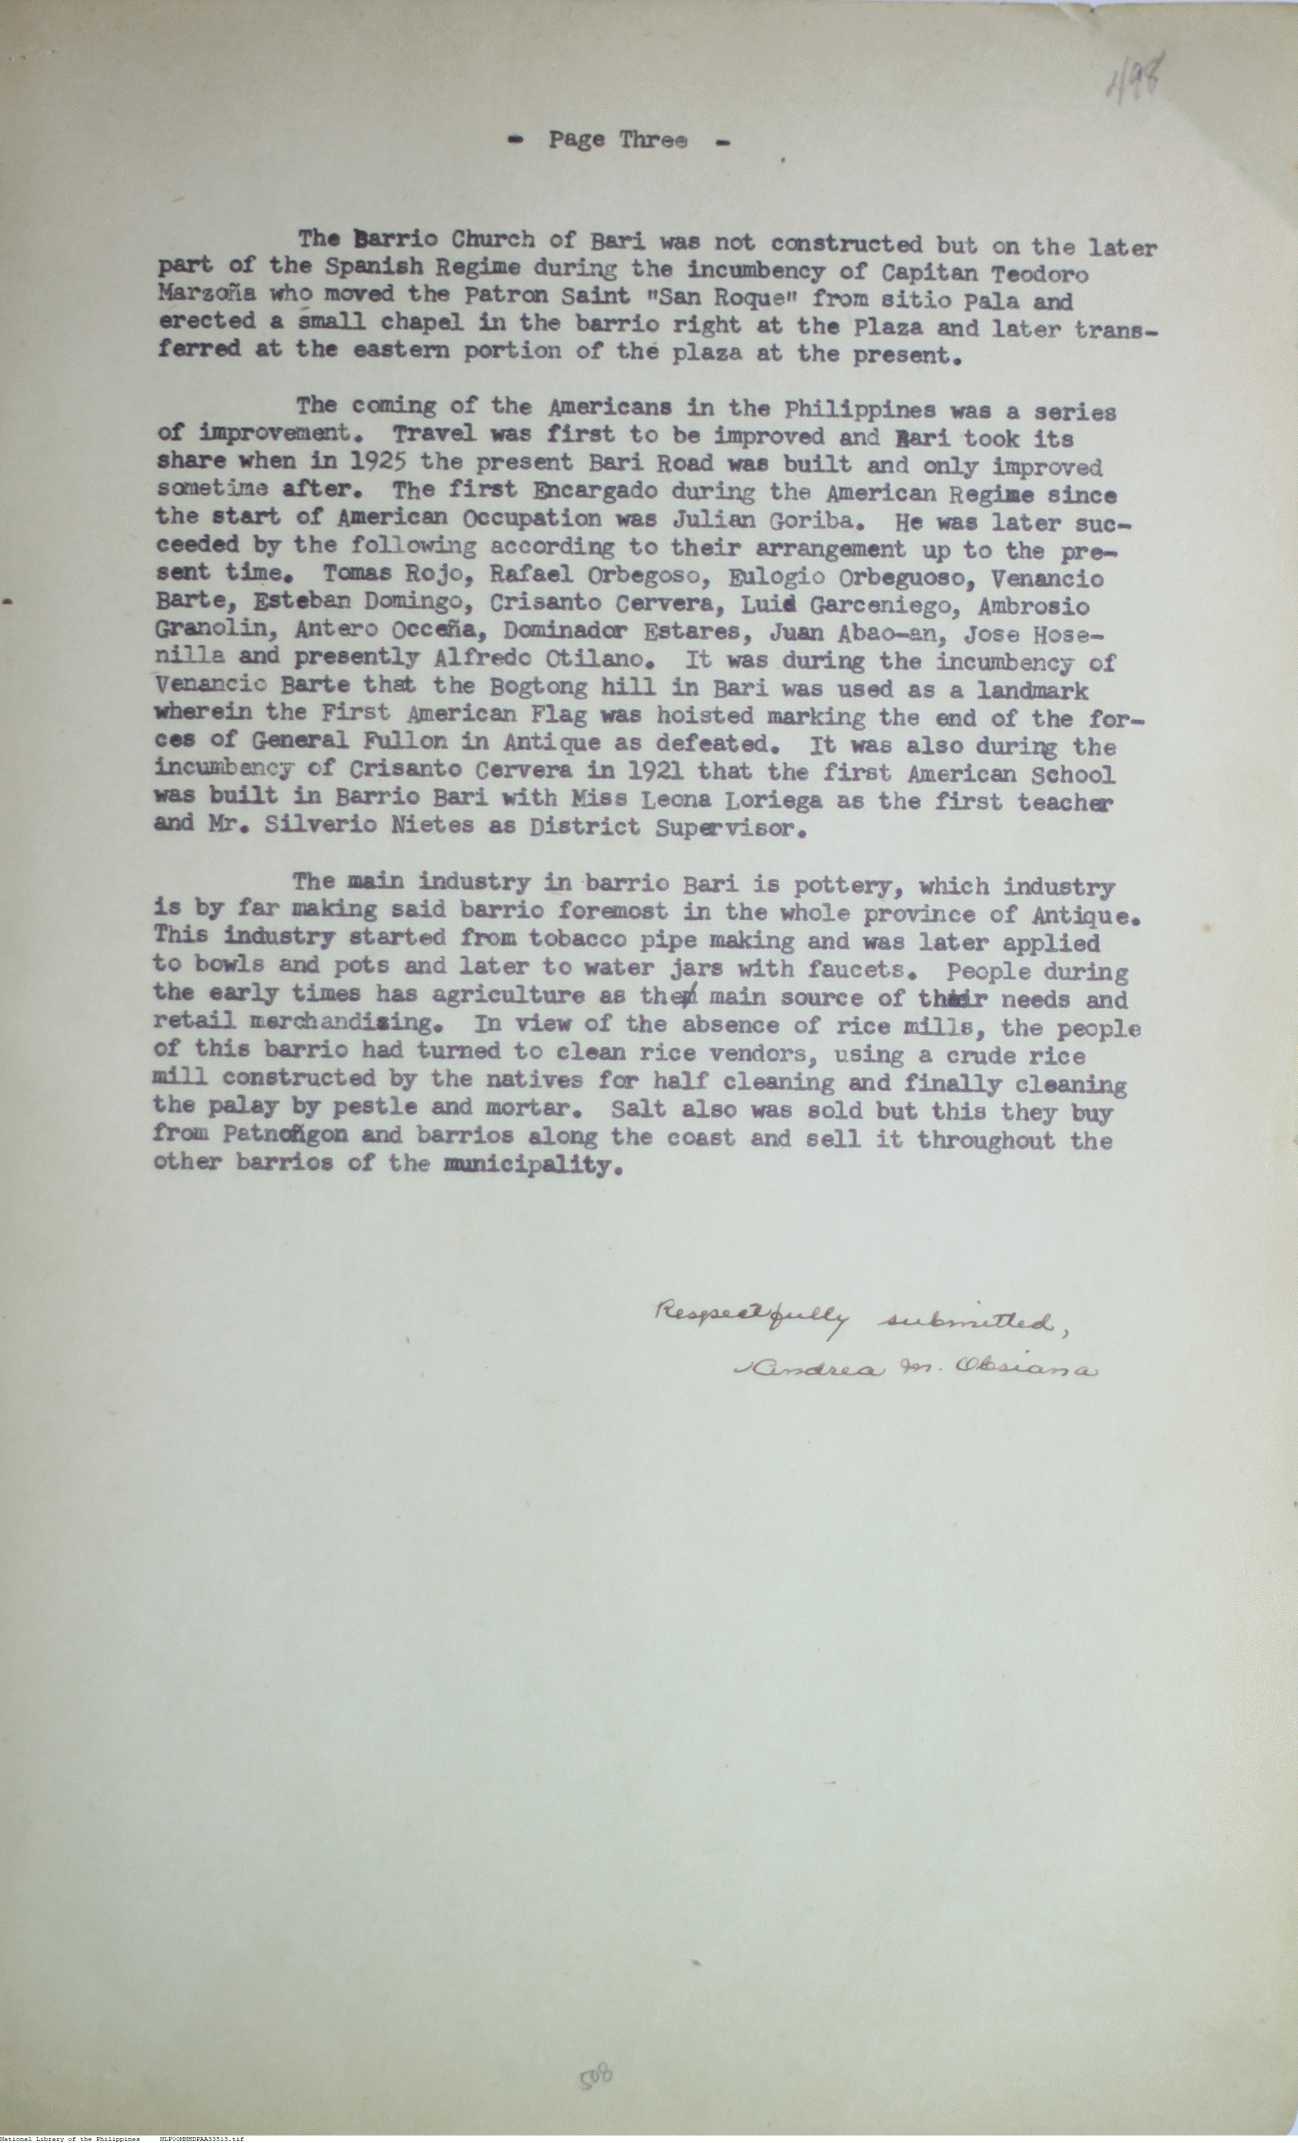 498
- Page Three -
The Barrio Church of Bari was not constructed but on the later
part of the Spanish Regime during the incumbency of Capitan Teodoro
Marzoña who moved the Patron Saint "San Roque" from sitio Pala and
erected a small chapel in the barrio right at the Plaza and later trans-
ferred at the eastern portion of the plaza at the present.
The coming of the Americans in the Philippines was a series
of improvement. Travel was first to be improved and Bari took its
share when in 1925 the present Bari Road was built and only improved
sometime after. The first Encargado during the American Regime since
the start of American Occupation was Julian Goriba. He was later suc-
ceeded by the following according to their arrangement up to the pre-
sent time. Tomas Rojo, Rafael Orbegoso, Eulogio Orbeguoso, Venancio
Barte, Esteban Domingo, Crisanto Cervera, Luis Garceniego, Ambrosio
Granolin, Antero Occeña, Dominador Estares, Juan Abao-an, Jose Hose-
nilla and presently Alfredo Otilano. It was during the incumbency of
Venancio Barte that the Bogtong hill in Bari was used as a landmark
wherein the First American Flag was hoisted marking the end of the for-
ces of General Fullon in Antique as defeated. It was also during the
incumbency of Crisanto Cervera in 1921 that the first American School
was built in Barrio Bari with Miss Leona Loriega as the first teacher
and Mr. Silverio Nietes as District Supervisor.
The main industry in barrio Bari is pottery, which industry
is by far making said barrio foremost in the whole province of Antique.
This industry started from tobacco pipe making and was later applied
to bowls and pots and later to water jars with faucets. People during
the early times has agriculture as the main source of their needs and
retail merchandizing. In view of the absence of rice mills, the people
of this barrio had turned to clean rice vendors, using a crude rice
mill constructed by the natives for half cleaning and finally cleaning
the palay by pestle and mortar. Salt also was sold but this they buy
from Patnoñgon and barrios along the coast and sell it throughout the
other barrios of the municipality.
Respectfully submitted,
Andrea M. Obsiana
508
National Library of the Philippines NLP00MNMDPAA33513.tif